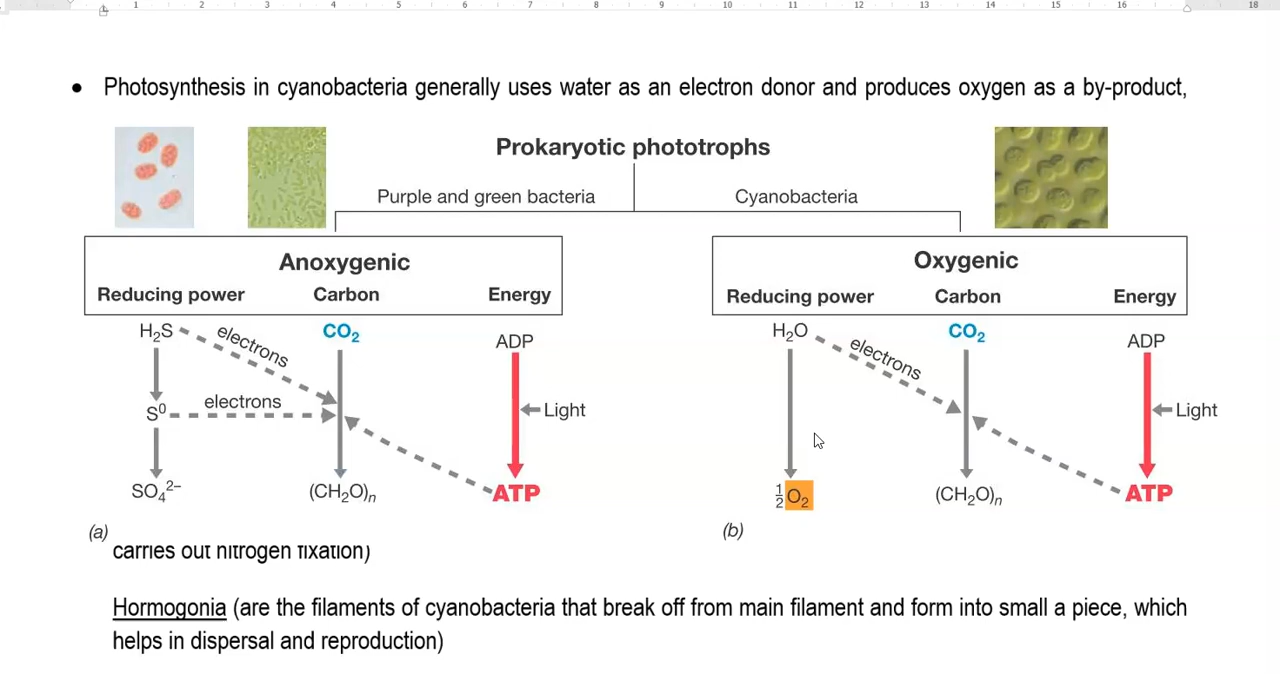 1 2 3 4 5 6 7 8 9 10 11 12 13 14 15 16 17 18
• Photosynthesis in cyanobacteria generally uses water as an electron donor and produces oxygen as a by-product,
Prokaryotic phototrophs
Purple and green bacteria
Cyanobacteria
Anoxygenic
Reducing power Carbon Energy
H₂S electrons CO₂ ADP
S⁰ electrons Light
SO₄²⁻ (CH₂O)ₙ ATP
(a)
Oxygenic
Reducing power Carbon Energy
H₂O electrons CO₂ ADP
Light
½ O₂ (CH₂O)ₙ ATP
(b)
carries out nitrogen fixation)
Hormogonia (are the filaments of cyanobacteria that break off from main filament and form into small a piece, which
helps in dispersal and reproduction)